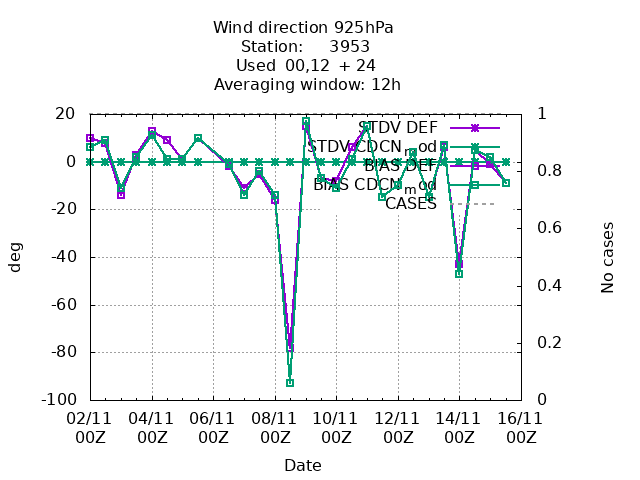 Wind direction 925hPa
Station: 3953
Used 00,12 + 24
Averaging window: 12h
20
0
-20
-40
-60
-80
-100
1
0.8
0.6
0.4
0.2
0
deg
No cases
STDV DEF
STDV CDCN_mod
BIAS DEF
BIAS CDCN_mod
CASES
02/11 04/11 06/11 08/11 10/11 12/11 14/11 16/11
00Z 00Z 00Z 00Z 00Z 00Z 00Z 00Z
Date